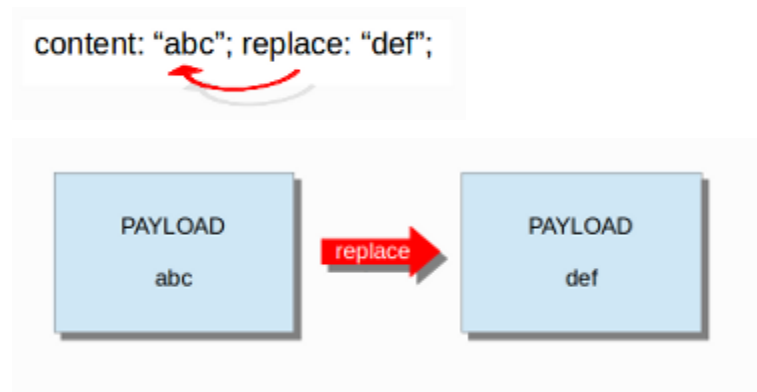 content: “abc”; replace: “def”;
PAYLOAD
abc
replace
PAYLOAD
def